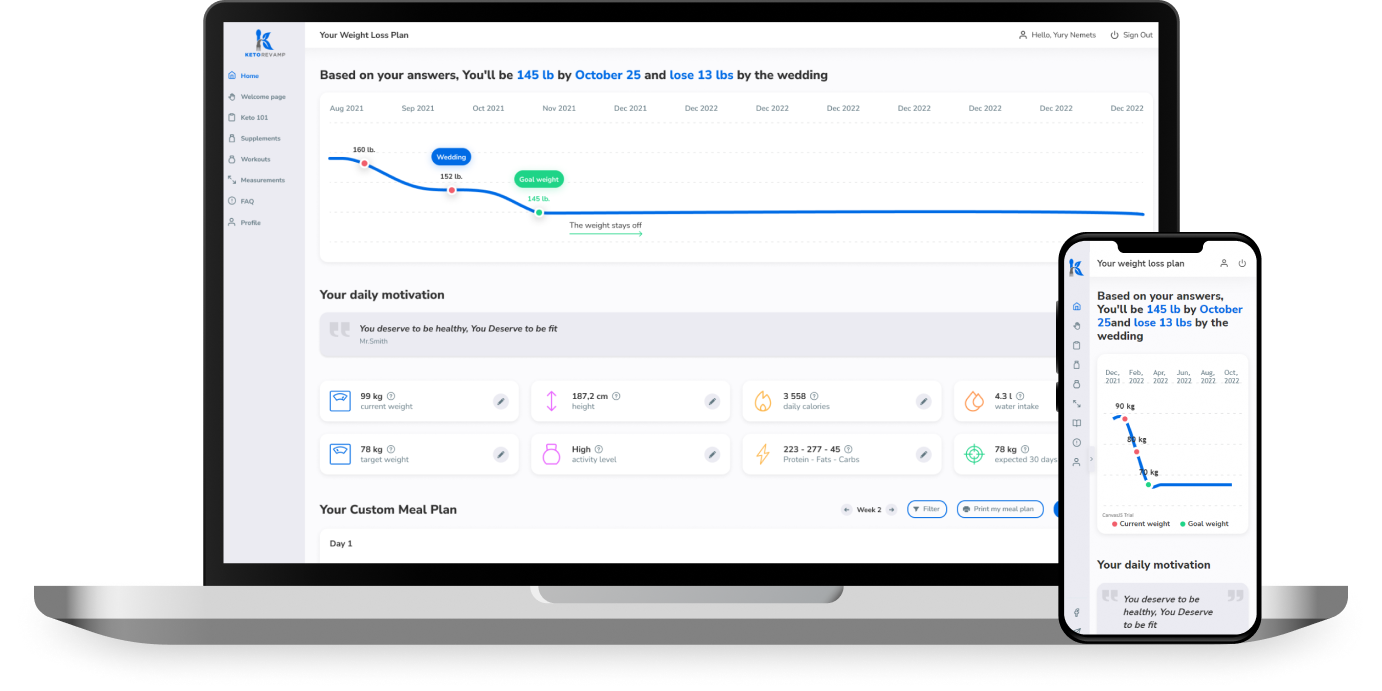 KETOREVAMP
Home
Welcome page
Keto 101
Supplements
Workouts
Measurements
FAQ
Profile
Your Weight Loss Plan
Hello, Yury Nemets
Sign Out
Based on your answers, You'll be 145 lb by October 25 and lose 13 lbs by the wedding
Aug 2021 Sep 2021 Oct 2021 Nov 2021 Dec 2021 Dec 2022 Dec 2022 Dec 2022 Dec 2022 Dec 2022 Dec 2022 Dec 2022
160 lb.
Wedding
152 lb.
Goal weight
145 lb.
The weight stays off
Your daily motivation
You deserve to be healthy, You Deserve to be fit
Mr.Smith
99 kg
current weight
187,2 cm
height
3 558
daily calories
4.3 l
water intake
78 kg
target weight
High
activity level
223 - 277 - 45
Protein - Fats - Carbs
78 kg
expected 30 days
Your Custom Meal Plan
Week 2
Filter
Print my meal plan
Day 1
Your weight loss plan
Based on your answers,
You'll be 145 lb by October
25and lose 13 lbs by the
wedding
Dec, Feb, Apr, Jun, Aug, Oct,
2021 2022 2022 2022 2022 2022
90 kg
80 kg
70 kg
CanvasJS Trial
Current weight
Goal weight
Your daily motivation
You deserve to be
healthy, You Deserve
to be fit